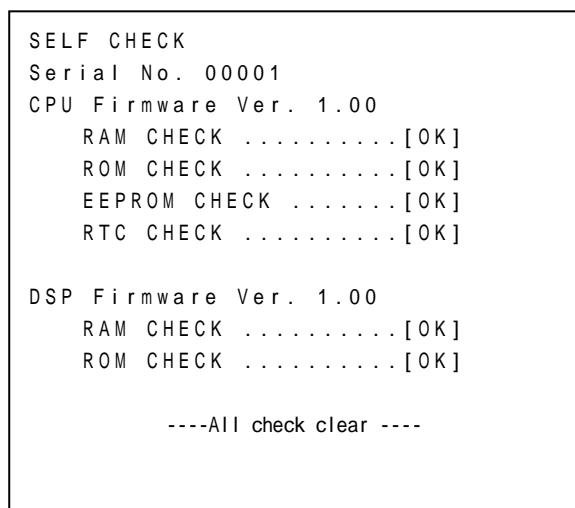 SELF CHECK
Serial No. 00001
CPU Firmware Ver. 1.00
RAM CHECK ..........[OK]
ROM CHECK ..........[OK]
EEPROM CHECK .......[OK]
RTC CHECK ..........[OK]
DSP Firmware Ver. 1.00
RAM CHECK ..........[OK]
ROM CHECK ..........[OK]
----All check clear ----